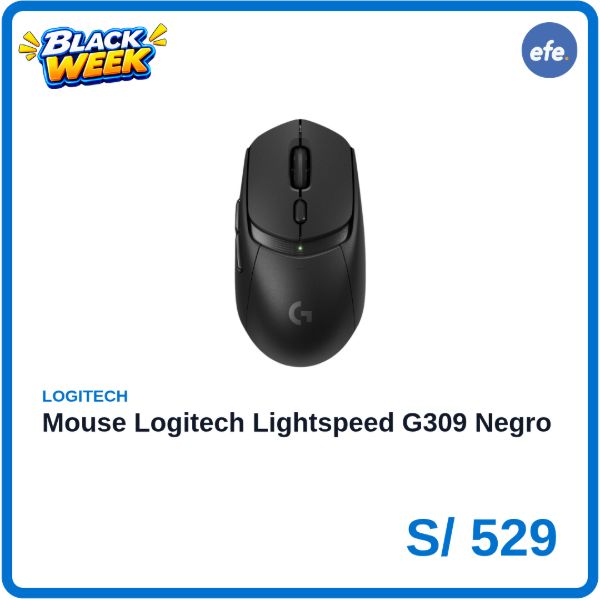 BLACK
WEEK
efe.
G
LOGITECH
Mouse Logitech Lightspeed G309 Negro
S/ 529